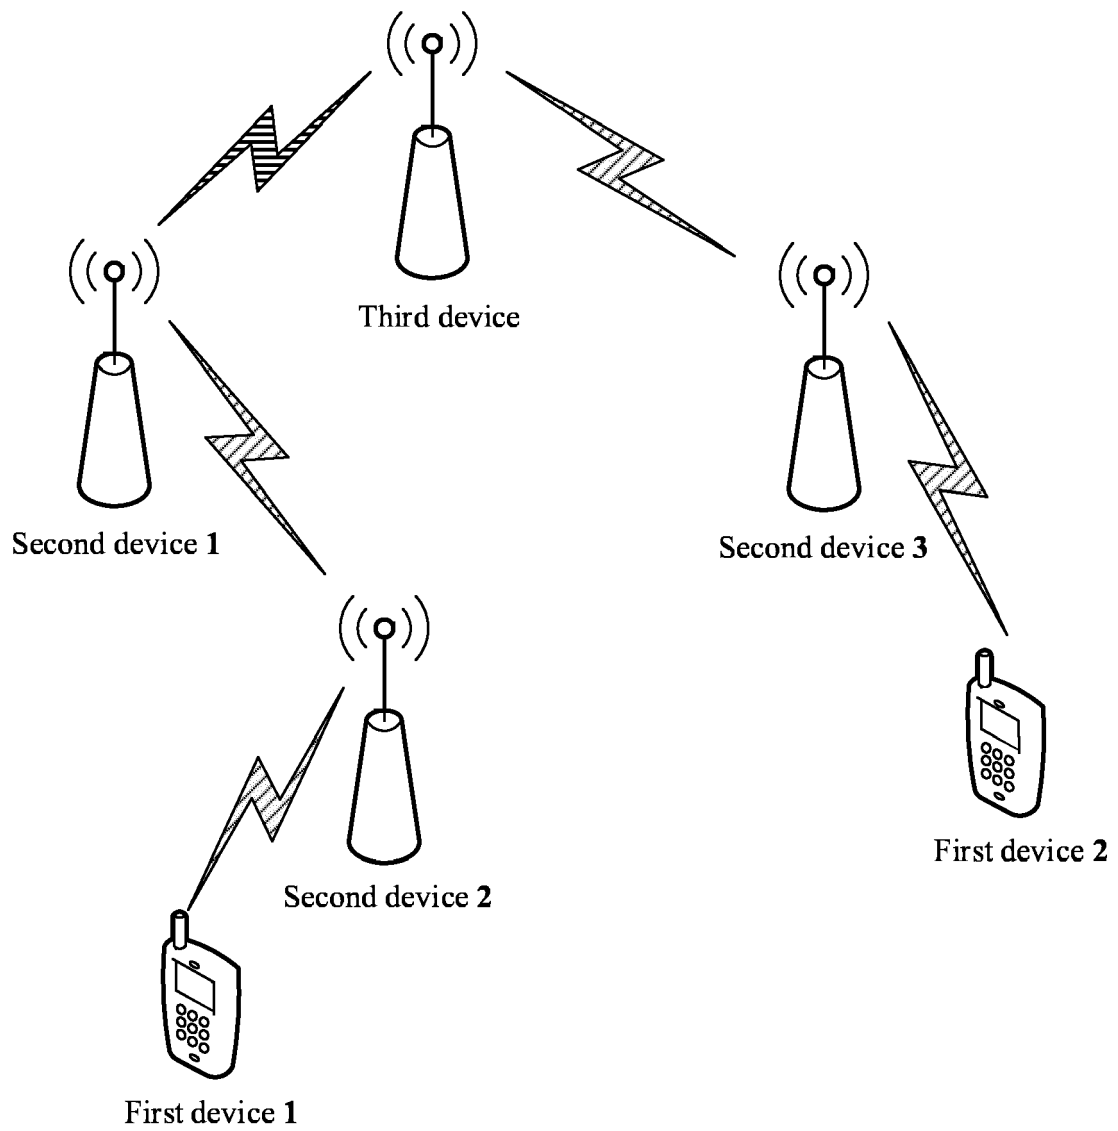 Third device
Second device 1
Second device 3
First device 2
Second device 2
First device 1